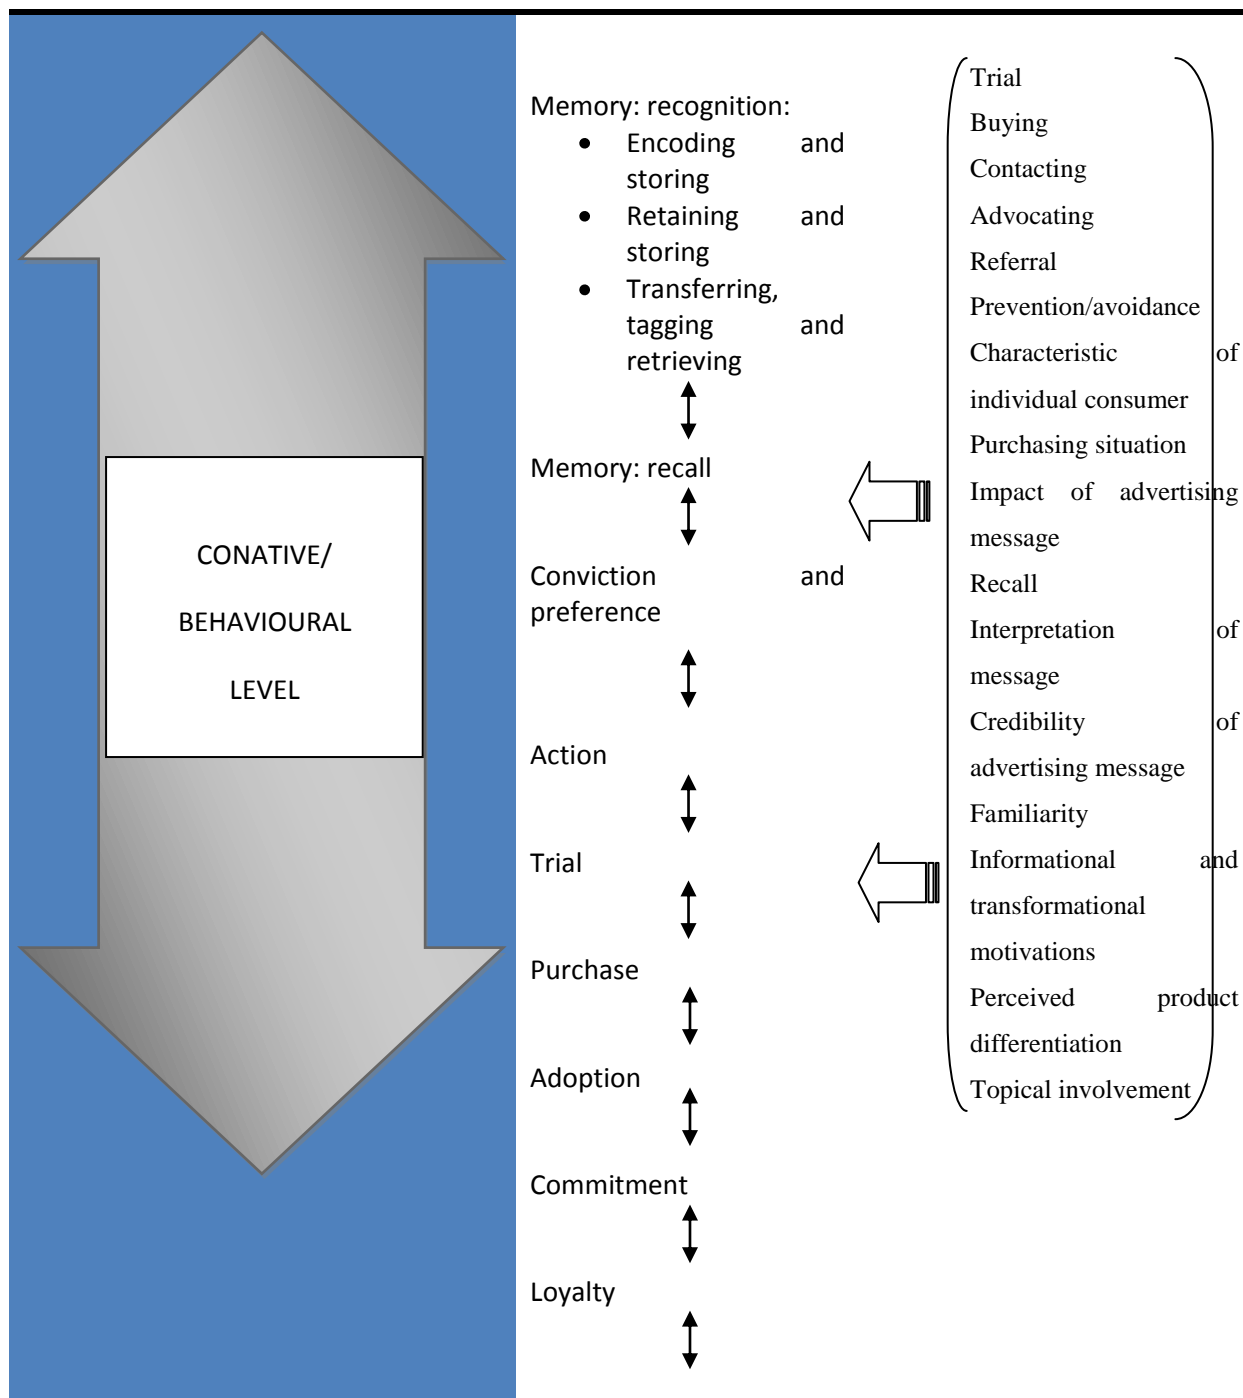 CONATIVE/
BEHAVIOURAL
LEVEL
Memory: recognition:
• Encoding and
storing
• Retaining and
storing
• Transferring,
tagging and
retrieving
Memory: recall
Conviction and
preference
Action
Trial
Purchase
Adoption
Commitment
Loyalty
Trial
Buying
Contacting
Advocating
Referral
Prevention/avoidance
Characteristic of
individual consumer
Purchasing situation
Impact of advertising
message
Recall
Interpretation of
message
Credibility of
advertising message
Familiarity
Informational and
transformational
motivations
Perceived product
differentiation
Topical involvement